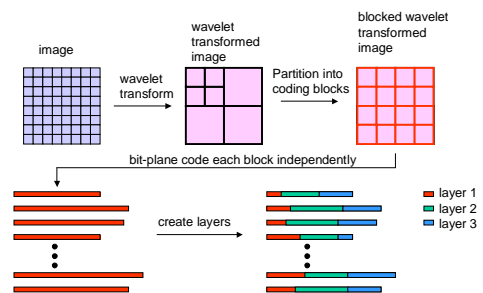 image
wavelet
transform
wavelet
transformed
image
Partition into
coding blocks
blocked wavelet
transformed
image
bit-plane code each block independently
create layers
layer 1
layer 2
layer 3